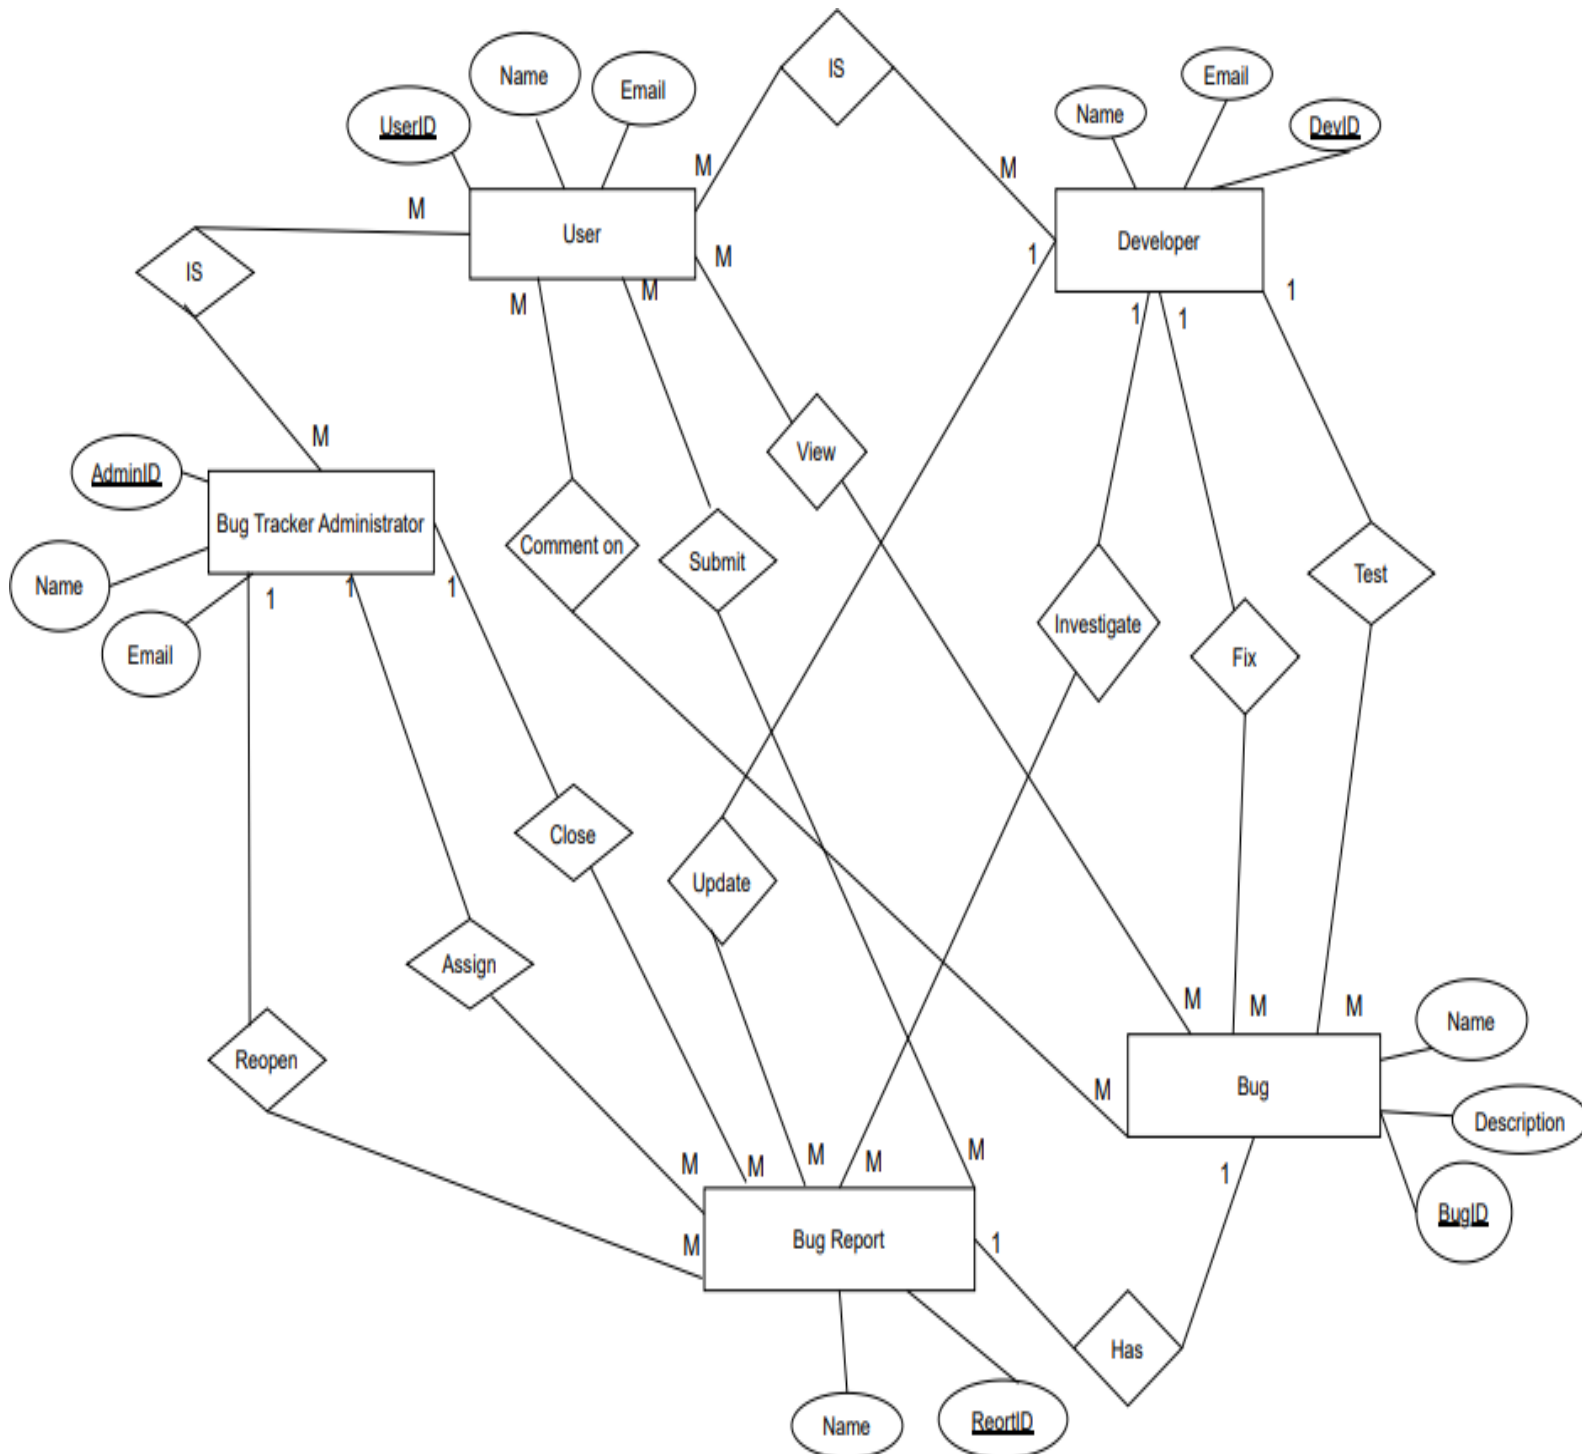 IS
Name
Email
UserID
Email
Name
DevID
M
M
M
User
Developer
IS
M
1
M
M
1
1
1
M
View
AdminID
Bug Tracker Administrator
Comment on
Submit
Test
Name
1
1
1
Investigate
Email
Fix
Close
Update
Assign
M
M
M
Name
Reopen
M
Bug
Description
M
M
M
M
M
1
BugID
M
Bug Report
1
Has
Name
ReortID